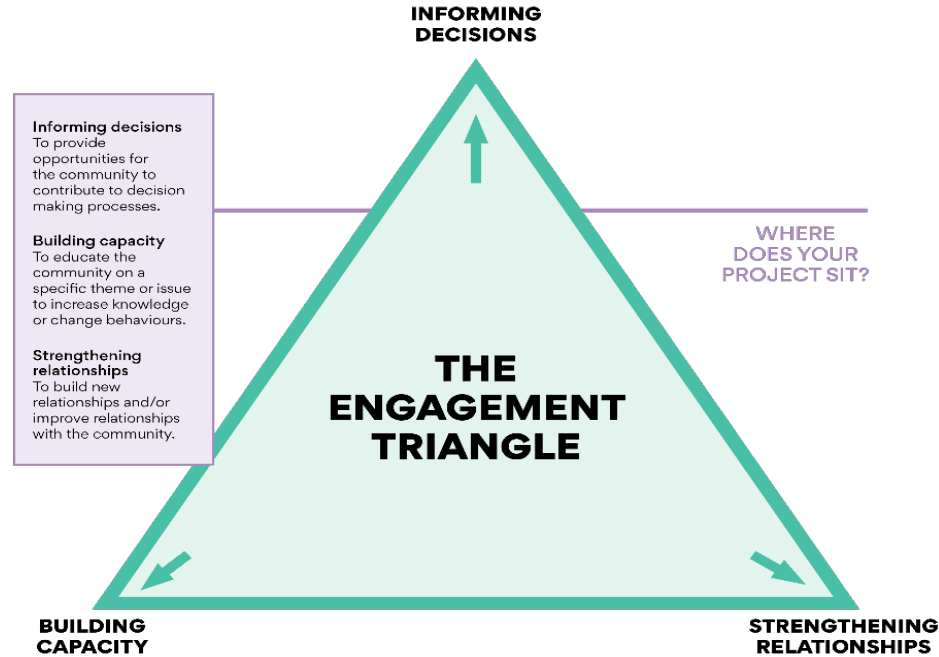 INFORMING
DECISIONS
Informing decisions
To provide
opportunities for
the community to
contribute to decision
making processes.
Building capacity
To educate the
community on a
specific theme or issue
to increase knowledge
or change behaviours.
Strengthening
relationships
To build new
relationships and/or
improve relationships
with the community.
WHERE
DOES YOUR
PROJECT SIT?
THE
ENGAGEMENT
TRIANGLE
BUILDING
CAPACITY
STRENGTHENING
RELATIONSHIPS